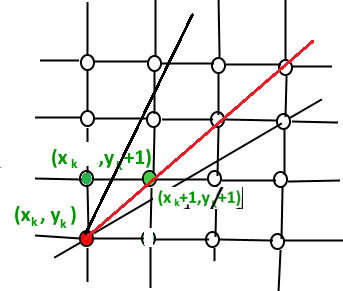 (x k ,y k+1)
(x k , y k )
(x k+1,y k+1)